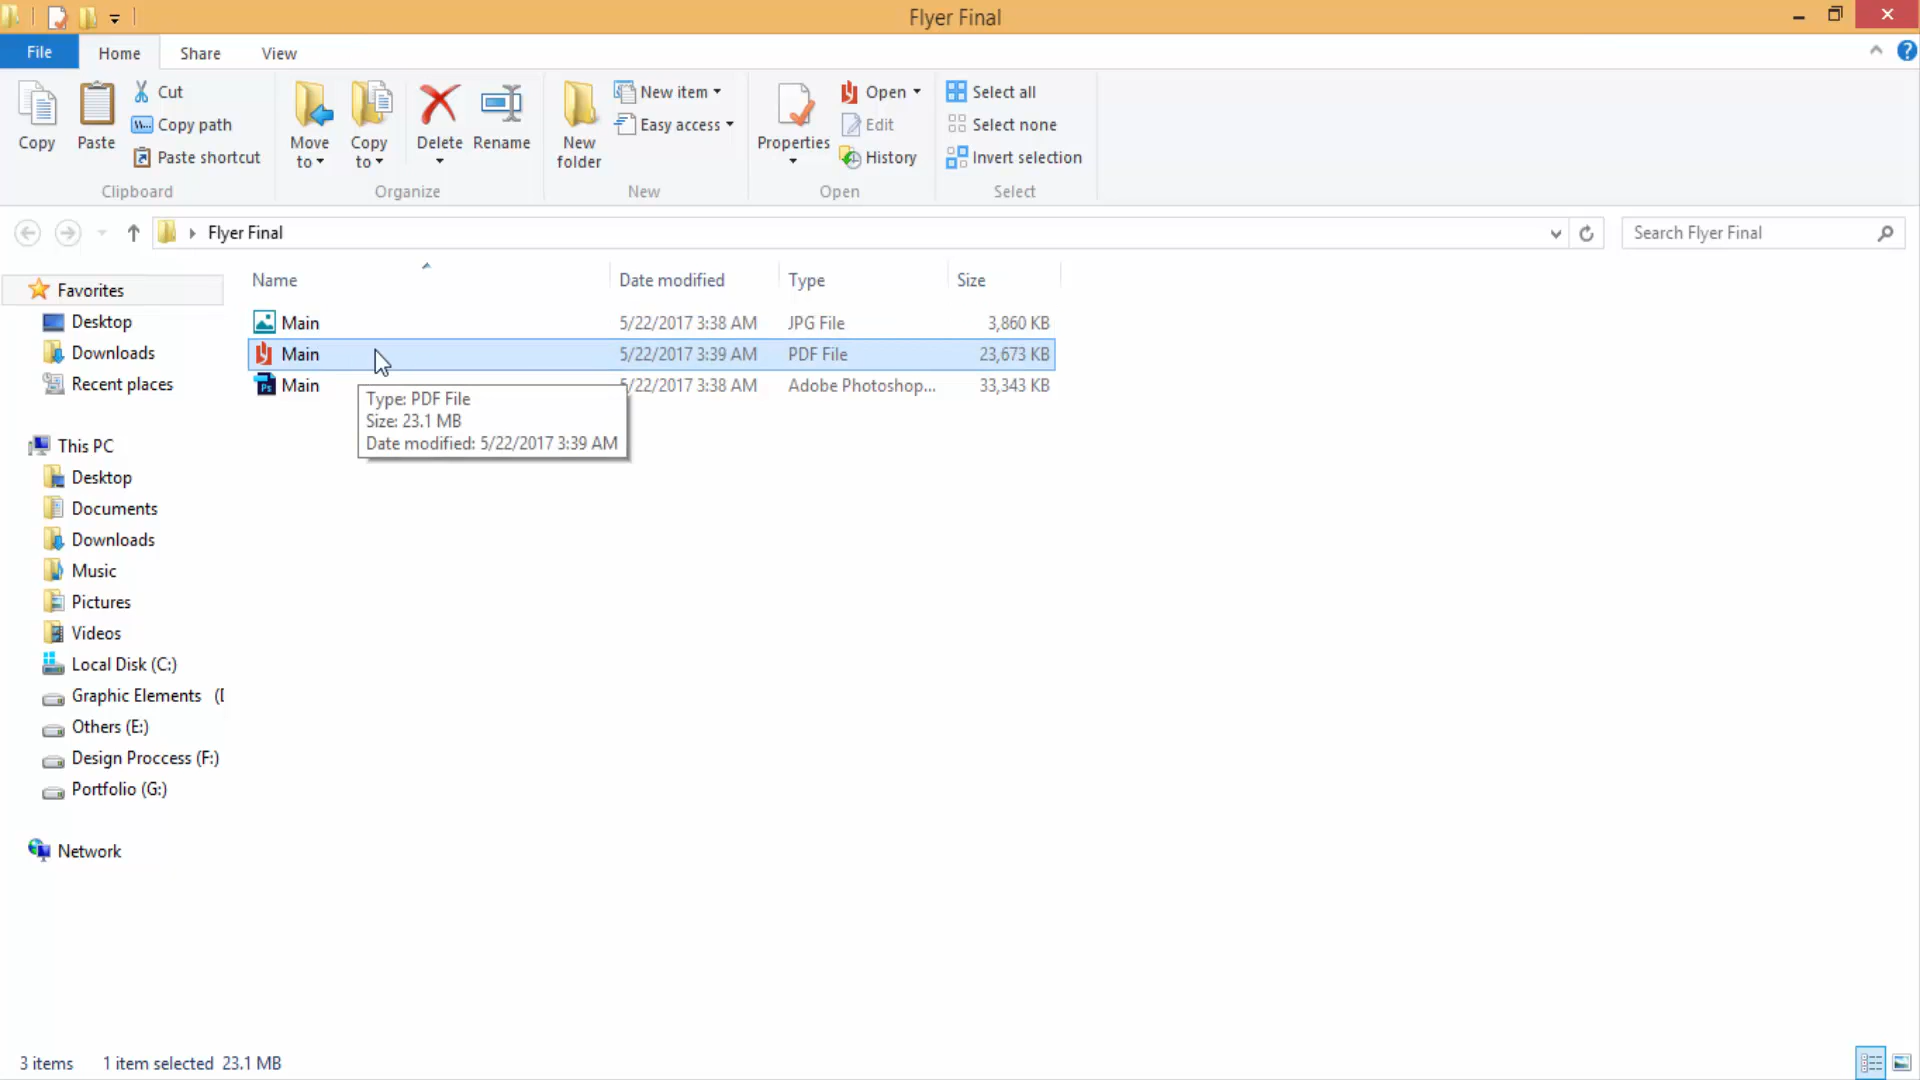 Flyer Final
File
Home
Share
View
Copy
Paste
Cut
Copy path
Paste shortcut
Clipboard
Move to
Copy to
Delete
Rename
Organize
New folder
New item
Easy access
New
Properties
Open
Edit
History
Open
Select all
Select none
Invert selection
Select
Flyer Final
Search Flyer Final
Name
Date modified
Type
Size
Main 5/22/2017 3:38 AM JPG File 3,860 KB
Main 5/22/2017 3:39 AM PDF File 23,673 KB
Main 5/22/2017 3:38 AM Adobe Photoshop... 33,343 KB
Type: PDF File
Size: 23.1 MB
Date modified: 5/22/2017 3:39 AM
Favorites
Desktop
Downloads
Recent places
This PC
Desktop
Documents
Downloads
Music
Pictures
Videos
Local Disk (C:)
Graphic Elements (
Others (E:)
Design Proccess (F:)
Portfolio (G:)
Network
3 items 1 item selected 23.1 MB